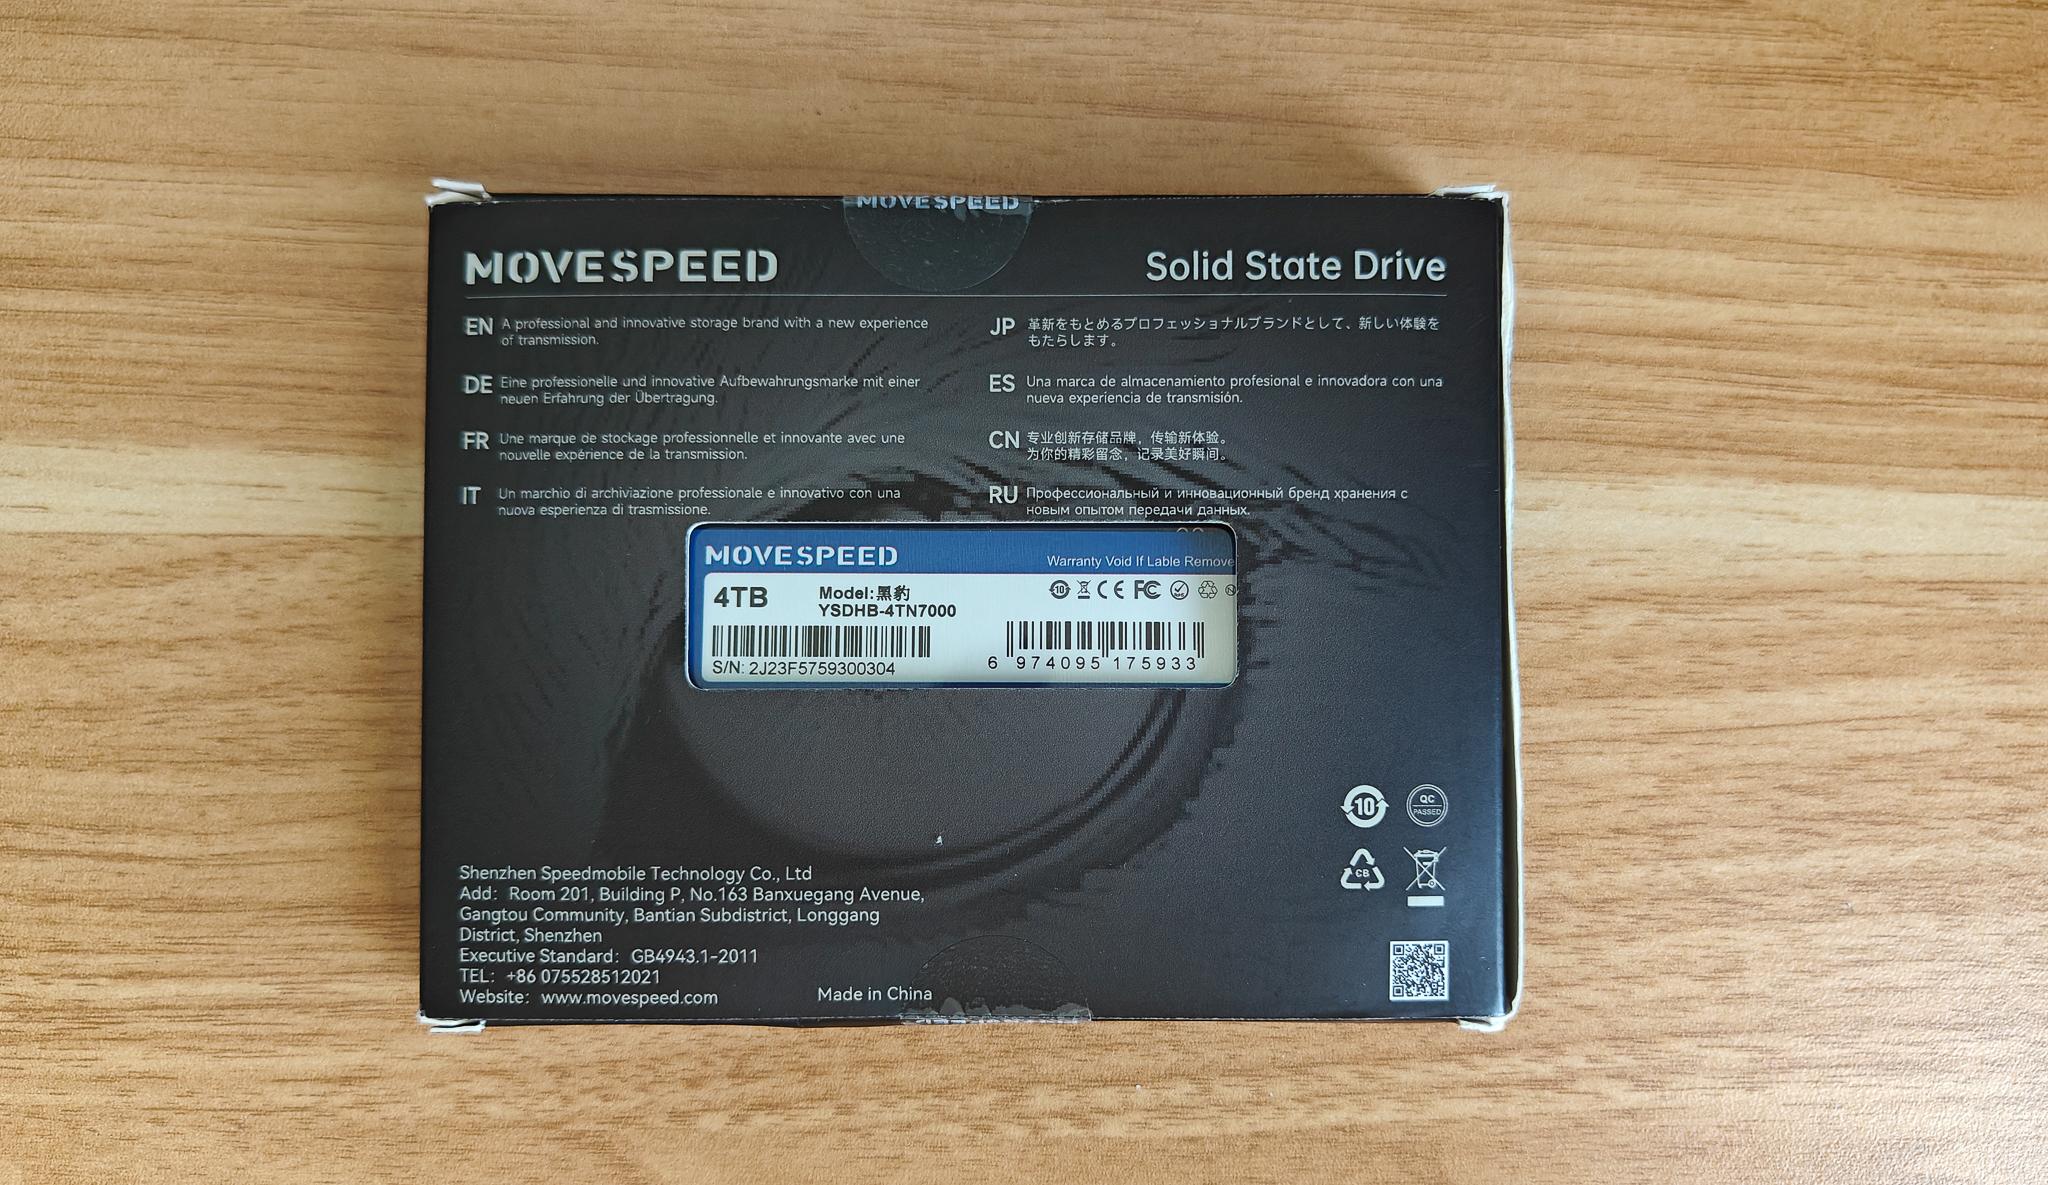 MOVESPEED
MOVESPEED
Solid State Drive
EN A professional and innovative storage brand with a new experience
of transmission.
DE Eine professionelle und innovative Aufbewahrungsmarke mit einer
neuen Erfahrung der Übertragung.
FR Une marque de stockage professionnelle et innovante avec une
nouvelle expérience de la transmission.
IT Un marchio di archiviazione professionale e innovativo con una
nuova esperienza di trasmissione.
JP 革新をもとめるプロフェッショナルブランドとして、新しい体験を
もたらします。
ES Una marca de almacenamiento profesional e innovadora con una
nueva experiencia de transmisión.
CN 专业创新存储品牌，传输新体验。
为你的精彩留念，记录美好瞬间。
RU Профессиональный и инновационный бренд хранения с
новым опытом передачи данных.
MOVESPEED
Warranty Void If Lable Remove
4TB
Model:黑豹
YSDHB-4TN7000
10 CE FC
S/N: 2J23F5759300304
6 974095 175933
10
QC
PASSED
CB
Shenzhen Speedmobile Technology Co., Ltd
Add: Room 201, Building P, No.163 Banxuegang Avenue,
Gangtou Community, Bantian Subdistrict, Longgang
District, Shenzhen
Executive Standard: GB4943.1-2011
TEL: +86 075528512021
Website: www.movespeed.com
Made in China